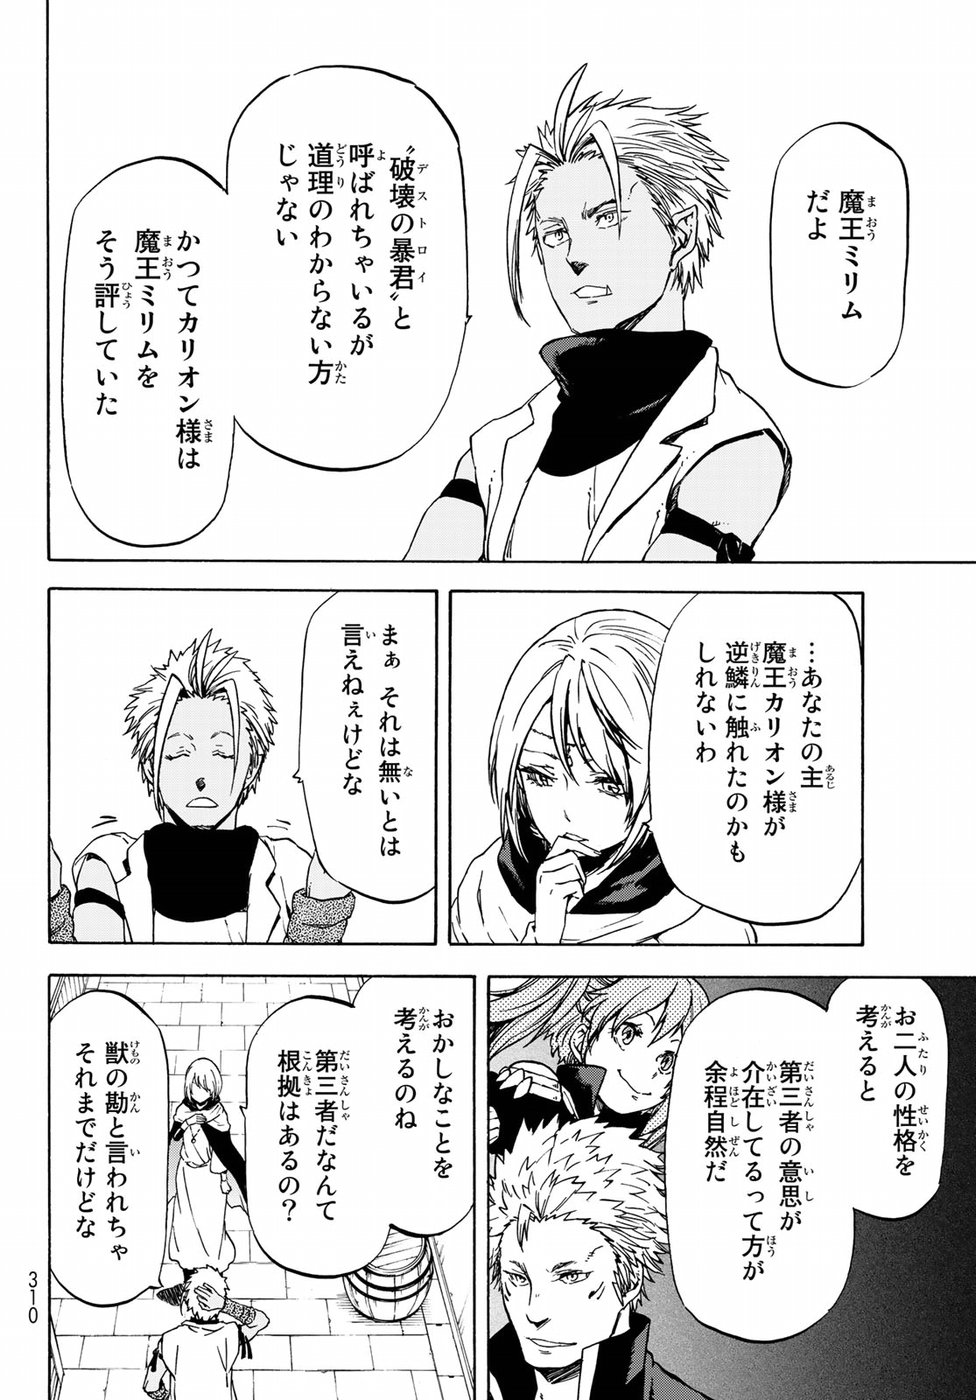 魔王ミリム
だよ
〝破壊の暴君〟と
呼ばれちゃいるが
道理のわからない方
じゃない
かつてカリオン様は
魔王ミリムを
そう評していた
…あなたの主
魔王カリオン様が
逆鱗に触れたのかも
しれないわ
まぁ それは無いとは
言えねぇけどな
お二人の性格を
考えると
第三者の意思が
介在してるって方が
余程自然だ
おかしなことを
考えるのね
第三者だなんて
根拠はあるの？
獣の勘と言われちゃ
それまでだけどな
310